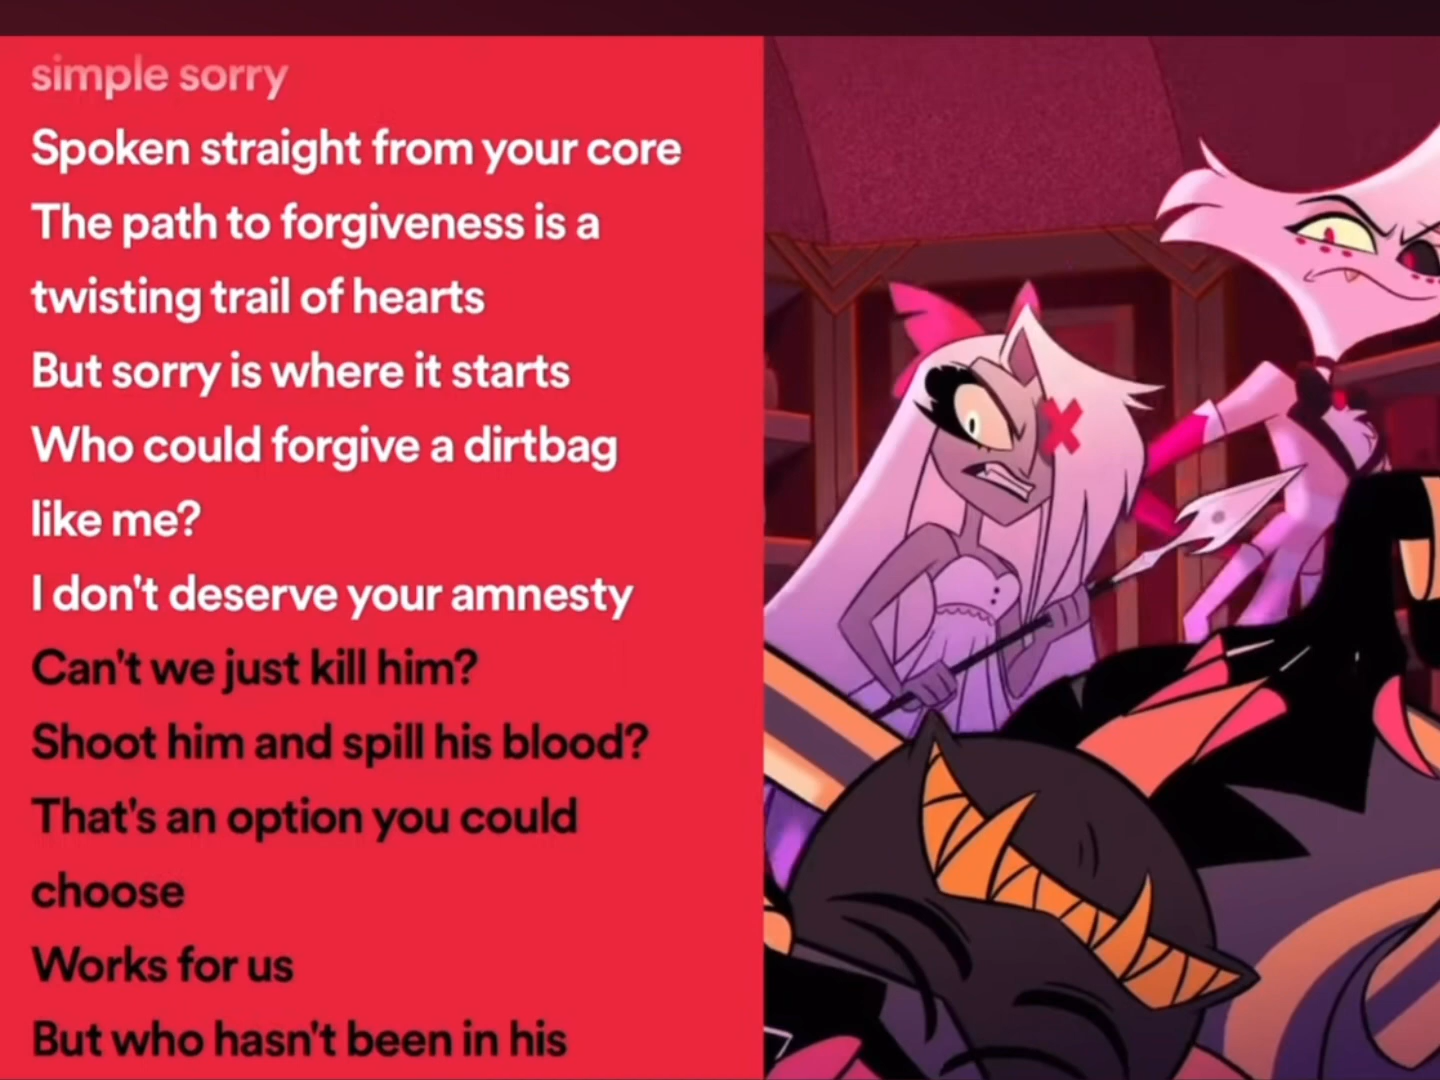 simple sorry
Spoken straight from your core
The path to forgiveness is a
twisting trail of hearts
But sorry is where it starts
Who could forgive a dirtbag
like me?
I don't deserve your amnesty
Can't we just kill him?
Shoot him and spill his blood?
That's an option you could
choose
Works for us
But who hasn't been in his